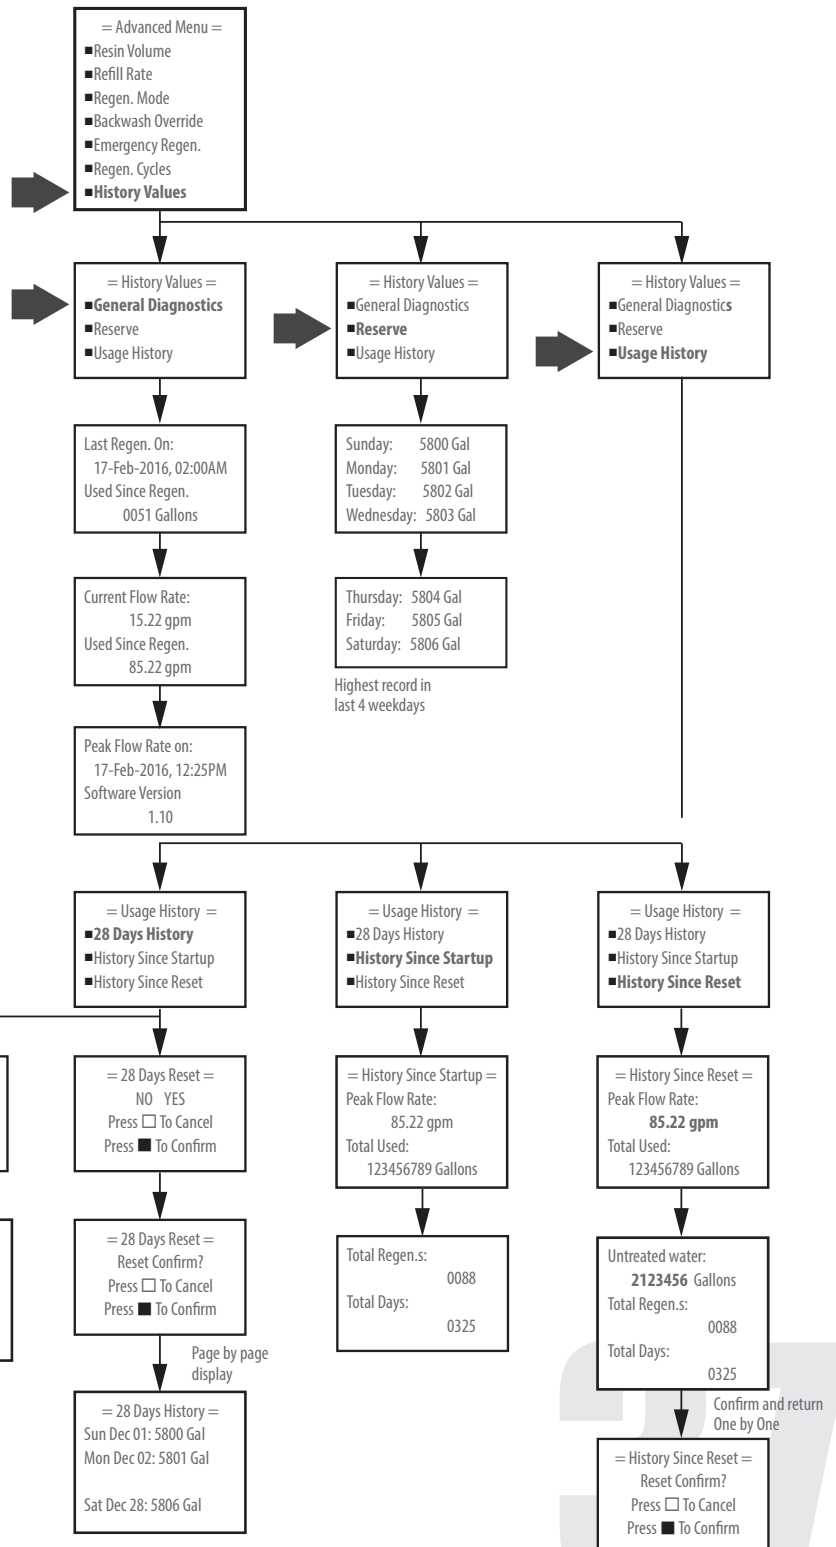 = Advanced Menu =
■Resin Volume
■Refill Rate
■Regen. Mode
■Backwash Override
■Emergency Regen.
■Regen. Cycles
■History Values
= History Values =
■General Diagnostics
■Reserve
■Usage History
= History Values =
■General Diagnostics
■Reserve
■Usage History
= History Values =
■General Diagnostics
■Reserve
■Usage History
Last Regen. On:
17-Feb-2016, 02:00AM
Used Since Regen.
0051 Gallons
Sunday: 5800 Gal
Monday: 5801 Gal
Tuesday: 5802 Gal
Wednesday: 5803 Gal
Current Flow Rate:
15.22 gpm
Used Since Regen.
85.22 gpm
Thursday: 5804 Gal
Friday: 5805 Gal
Saturday: 5806 Gal
Highest record in
last 4 weekdays
Peak Flow Rate on:
17-Feb-2016, 12:25PM
Software Version
1.10
= Usage History =
■28 Days History
■History Since Startup
■History Since Reset
= Usage History =
■28 Days History
■History Since Startup
■History Since Reset
= Usage History =
■28 Days History
■History Since Startup
■History Since Reset
= 28 Days Reset =
NO YES
Press □ To Cancel
Press ■ To Confirm
= History Since Startup =
Peak Flow Rate:
85.22 gpm
Total Used:
123456789 Gallons
= History Since Reset =
Peak Flow Rate:
85.22 gpm
Total Used:
123456789 Gallons
= 28 Days Reset =
Reset Confirm?
Press □ To Cancel
Press ■ To Confirm
Total Regen.s:
0088
Total Days:
0325
Untreated water:
2123456 Gallons
Total Regen.s:
0088
Total Days:
0325
Page by page
display
Confirm and return
One by One
= 28 Days History =
Sun Dec 01: 5800 Gal
Mon Dec 02: 5801 Gal
Sat Dec 28: 5806 Gal
= History Since Reset =
Reset Confirm?
Press □ To Cancel
Press ■ To Confirm
37